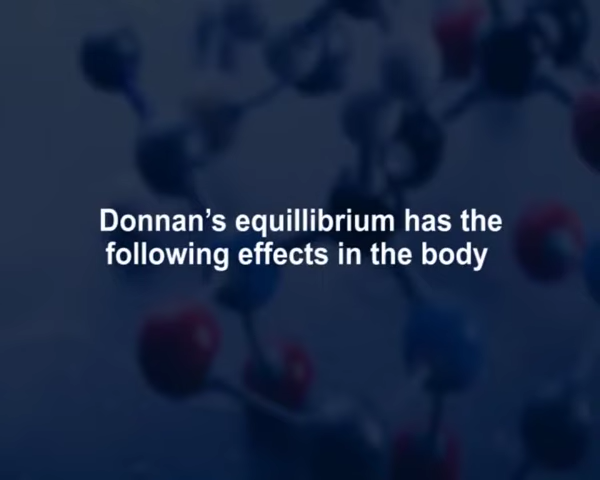 Donnan’s equillibrium has the
following effects in the body